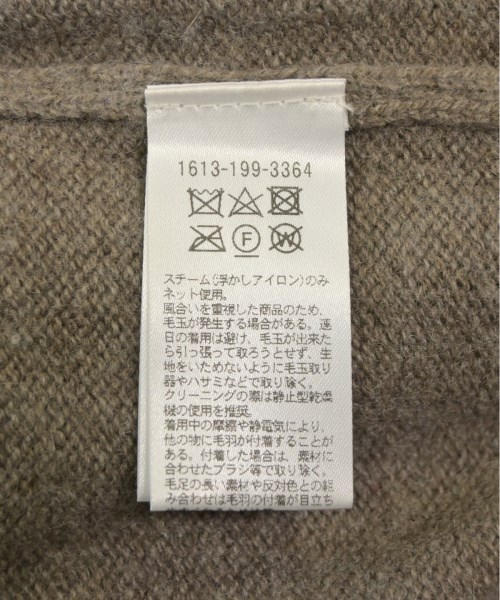 1613-199-3364
F W
スチーム(浮かしアイロン)のみ
ネット使用。
風合いを重視した商品のため、
毛玉が発生する場合がある。連
日の着用は避け、毛玉が出来た
ら引っ張って取ろうとせず、生
地をいためないように毛玉取り
器やハサミなどで取り除く。
クリーニングの際は静止型乾燥
機の使用を推奨。
着用中の摩擦や静電気により、
他の物に毛羽が付着することが
ある。付着した場合は、素材に
合わせたブラシ等で取り除く。
毛足の長い素材や反対色との組
み合わせは毛羽の付着が目立ち